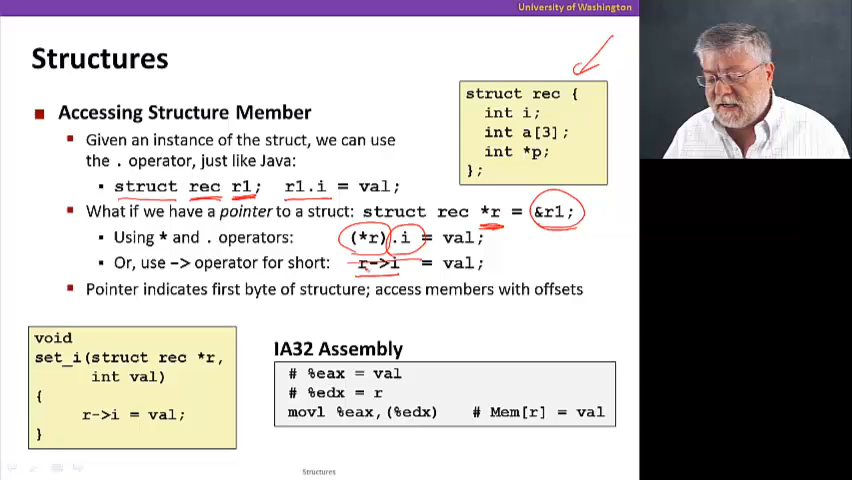 University of Washington
Structures
Accessing Structure Member
Given an instance of the struct, we can use
the . operator, just like Java:
struct rec r1; r1.i = val;
What if we have a pointer to a struct: struct rec *r = &r1;
Using * and . operators: (*r).i = val;
Or, use -> operator for short: r->i = val;
Pointer indicates first byte of structure; access members with offsets
struct rec {
int i;
int a[3];
int *p;
};
void
set_i(struct rec *r,
int val)
{
r->i = val;
}
IA32 Assembly
# %eax = val
# %edx = r
movl %eax,(%edx) # Mem[r] = val
Structures